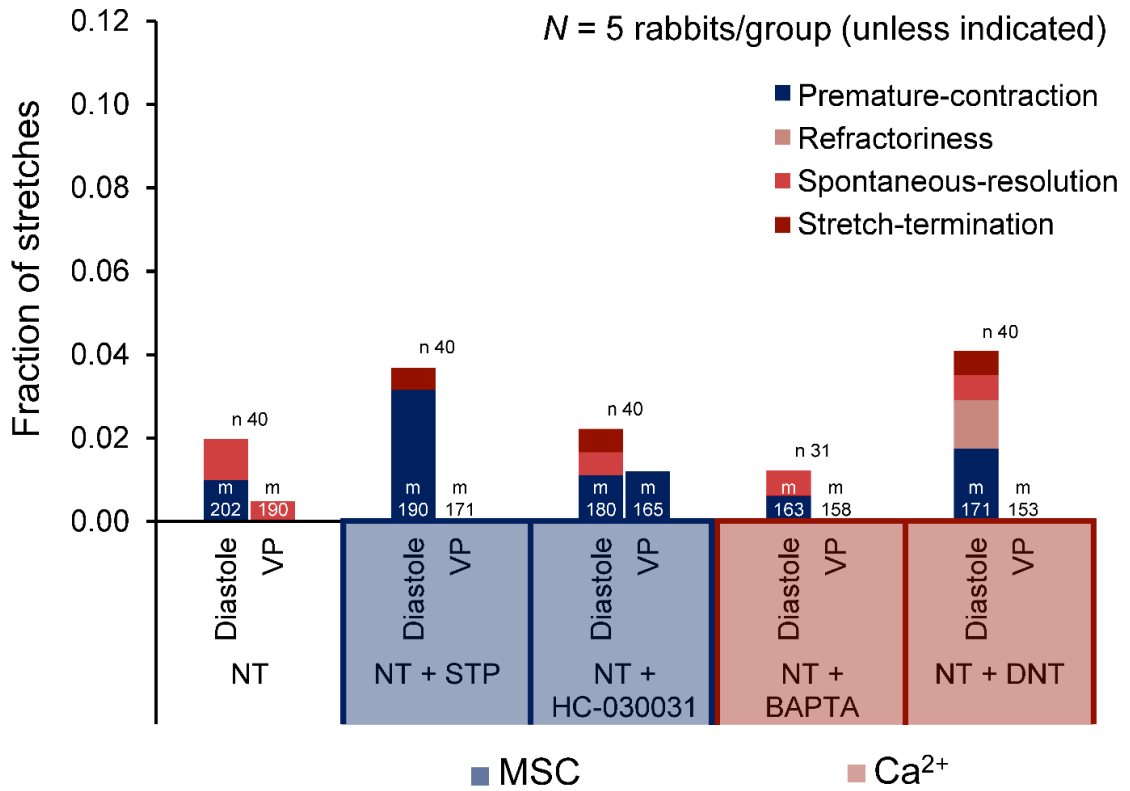 N = 5 rabbits/group (unless indicated)
Premature-contraction
Refractoriness
Spontaneous-resolution
Stretch-termination
Fraction of stretches
0.12
0.10
0.08
0.06
0.04
0.02
0.00
n 40
m
202
m
190
n 40
m
190
m
171
n 40
m
180
m
165
n 31
m
163
m
158
n 40
m
171
m
153
Diastole
VP
Diastole
VP
Diastole
VP
Diastole
VP
Diastole
VP
NT
NT + STP
NT +
HC-030031
NT +
BAPTA
NT + DNT
MSC
Ca²⁺